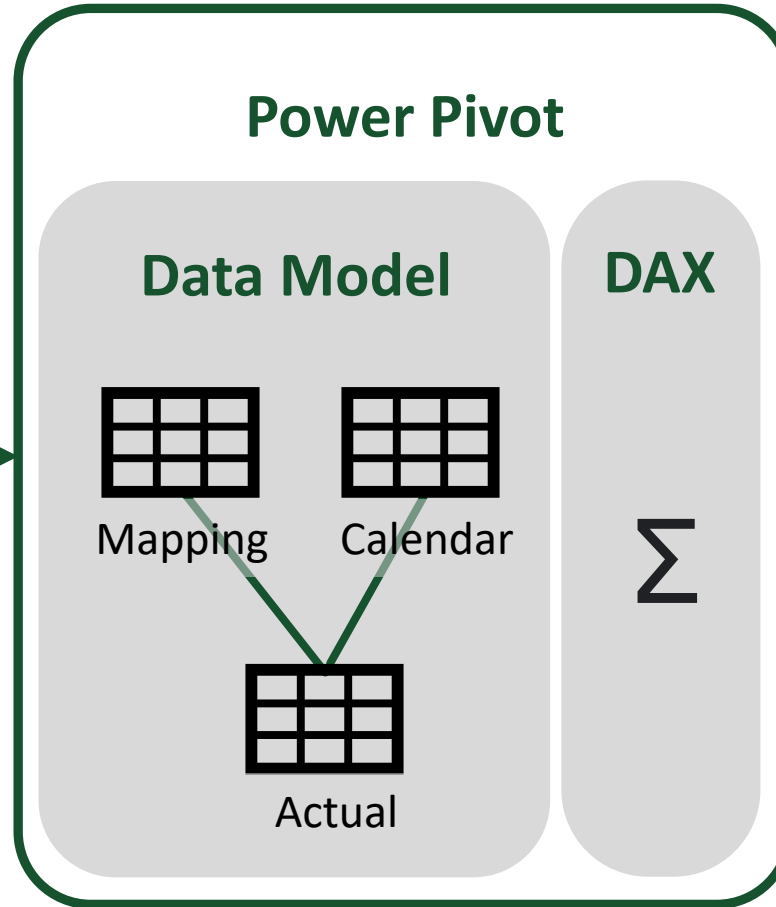 Power Pivot
Data Model
DAX
Mapping
Calendar
Σ
Actual